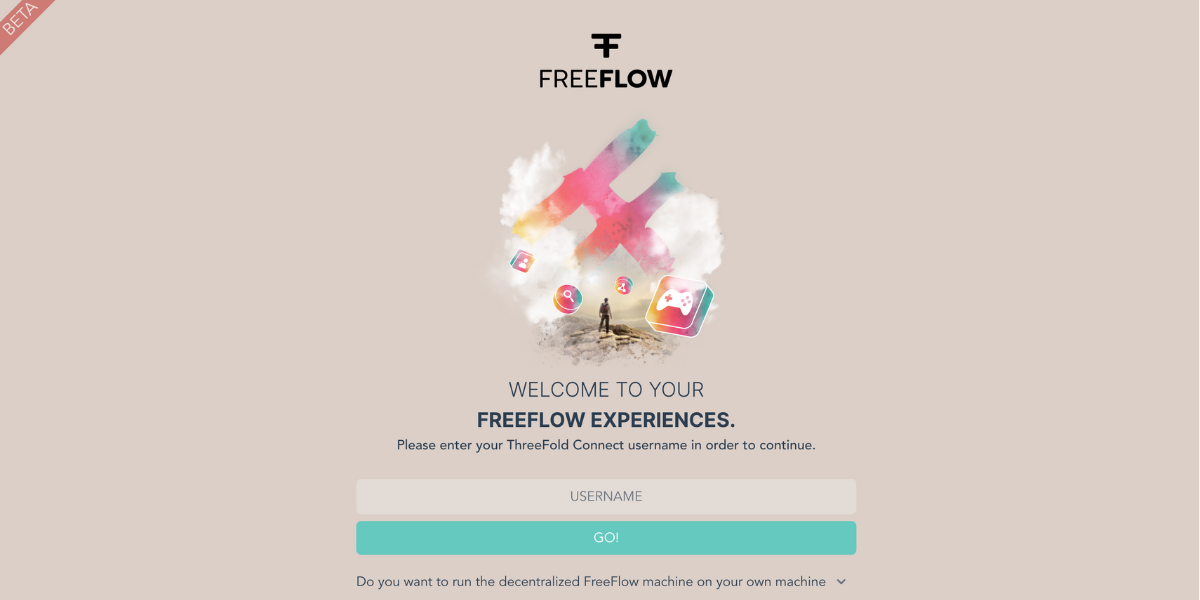 BETA
FREEFLOW
WELCOME TO YOUR
FREEFLOW EXPERIENCES.
Please enter your ThreeFold Connect username in order to continue.
USERNAME
GO!
Do you want to run the decentralized FreeFlow machine on your own machine